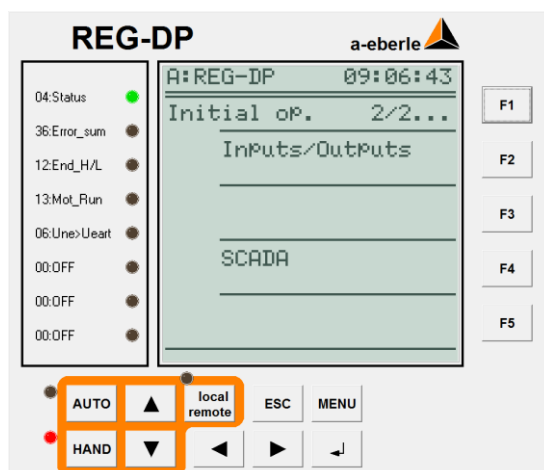 REG-DP
a-eberle
04:Status
36:Error_sum
12:End_H/L
13:Mot_Run
06:Une>Ueart
00:OFF
00:OFF
00:OFF
A:REG-DP 09:06:43
Initial op. 2/2...
Inputs/Outputs
SCADA
F1
F2
F3
F4
F5
AUTO
local
remote
ESC
MENU
HAND